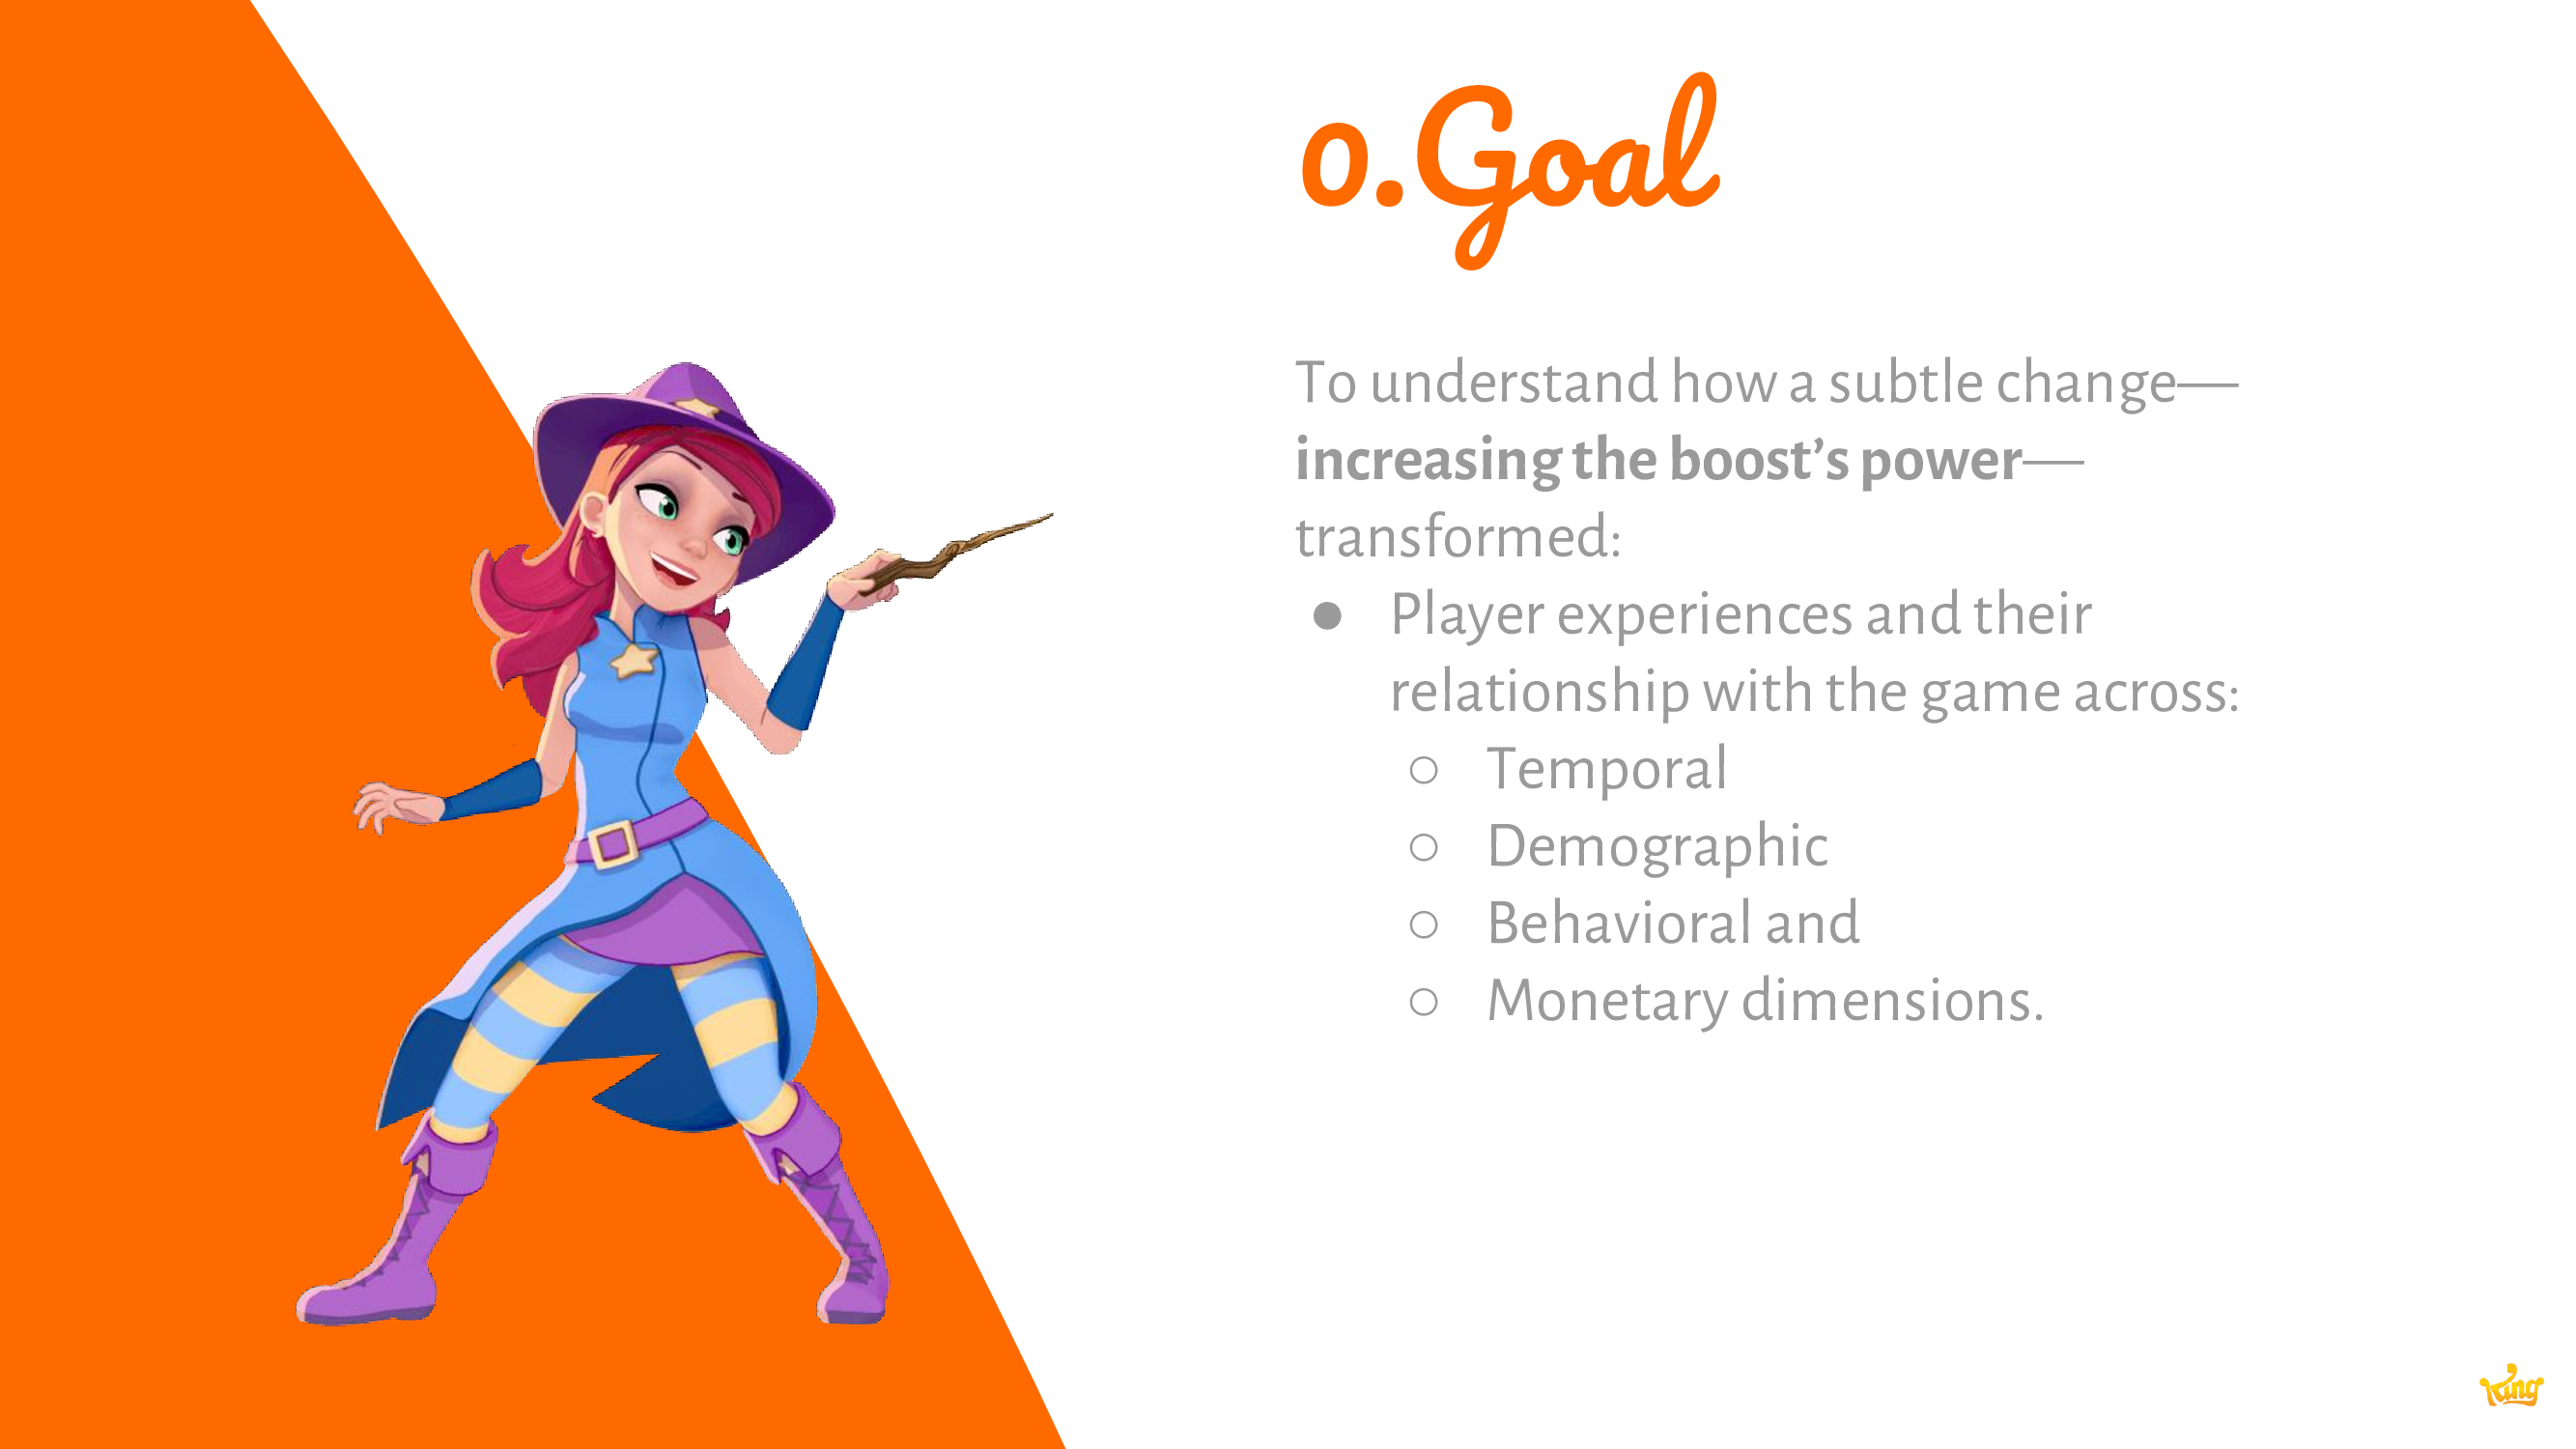 0.Goal
To understand how a subtle change—
increasing the boost’s power—
transformed:
● Player experiences and their
relationship with the game across:
○ Temporal
○ Demographic
○ Behavioral and
○ Monetary dimensions.
King